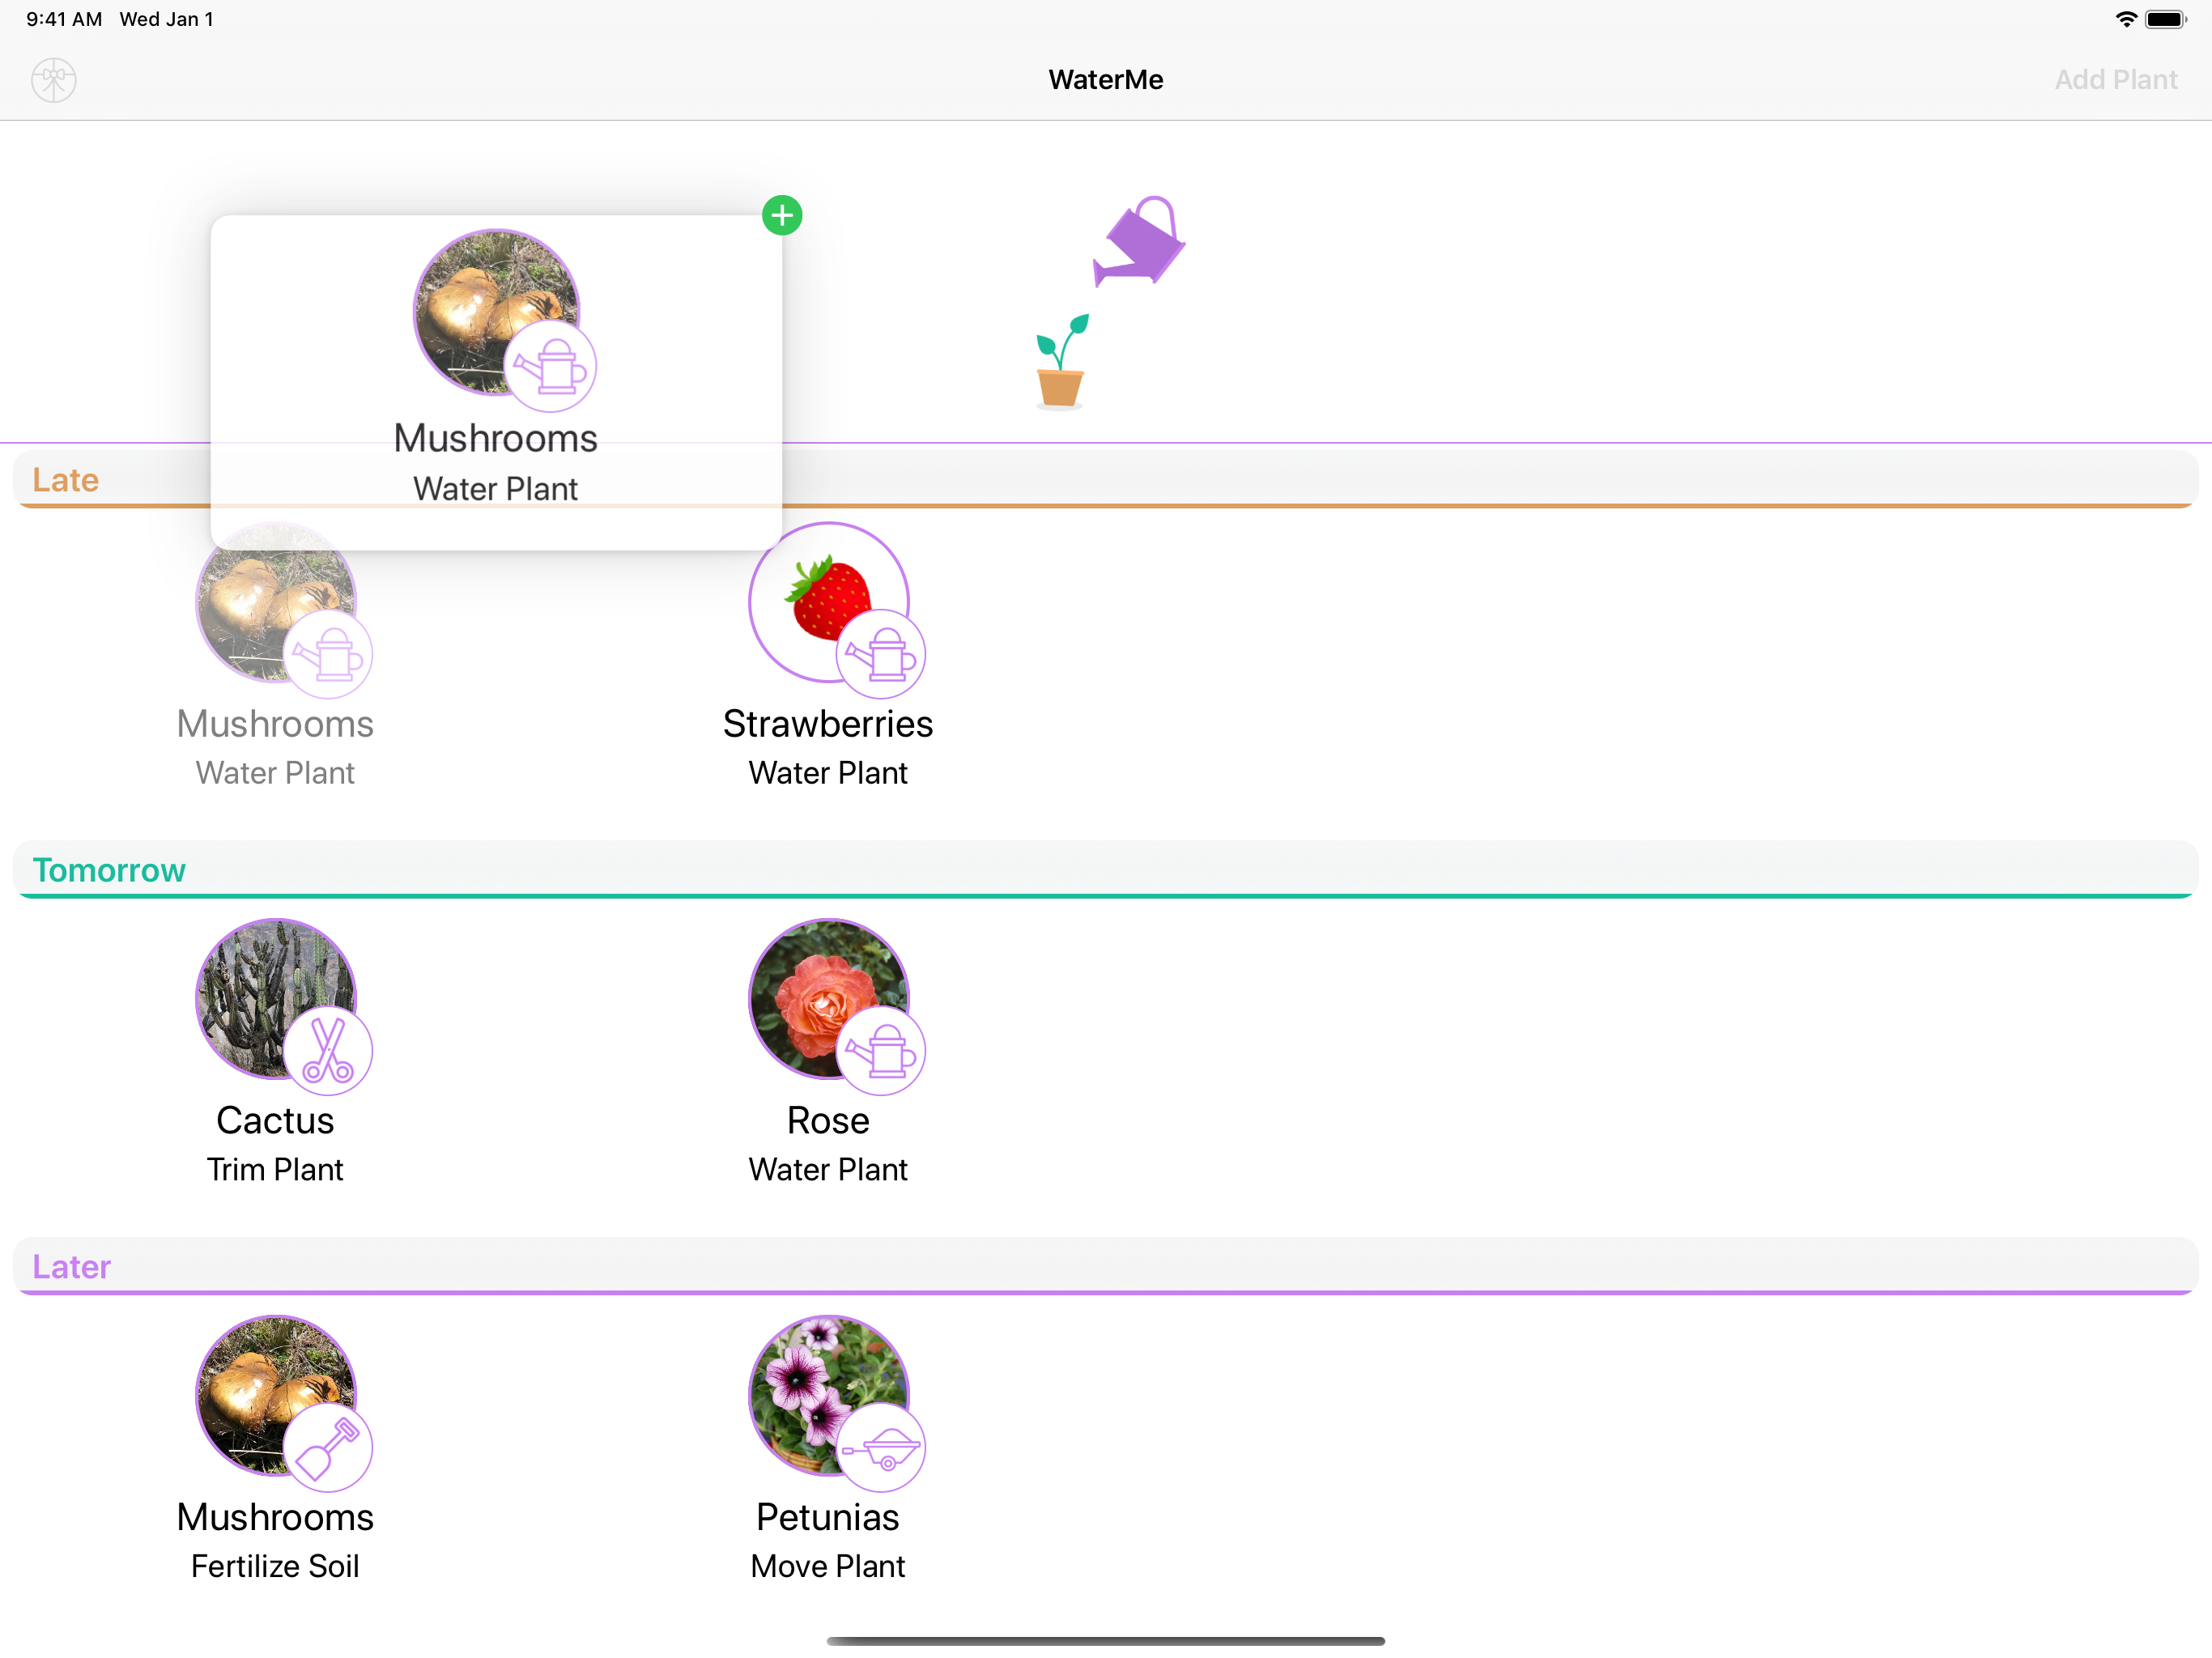 9:41 AM Wed Jan 1
WaterMe
Add Plant
Mushrooms
Water Plant
Late
Mushrooms
Water Plant
Strawberries
Water Plant
Tomorrow
Cactus
Trim Plant
Rose
Water Plant
Later
Mushrooms
Fertilize Soil
Petunias
Move Plant